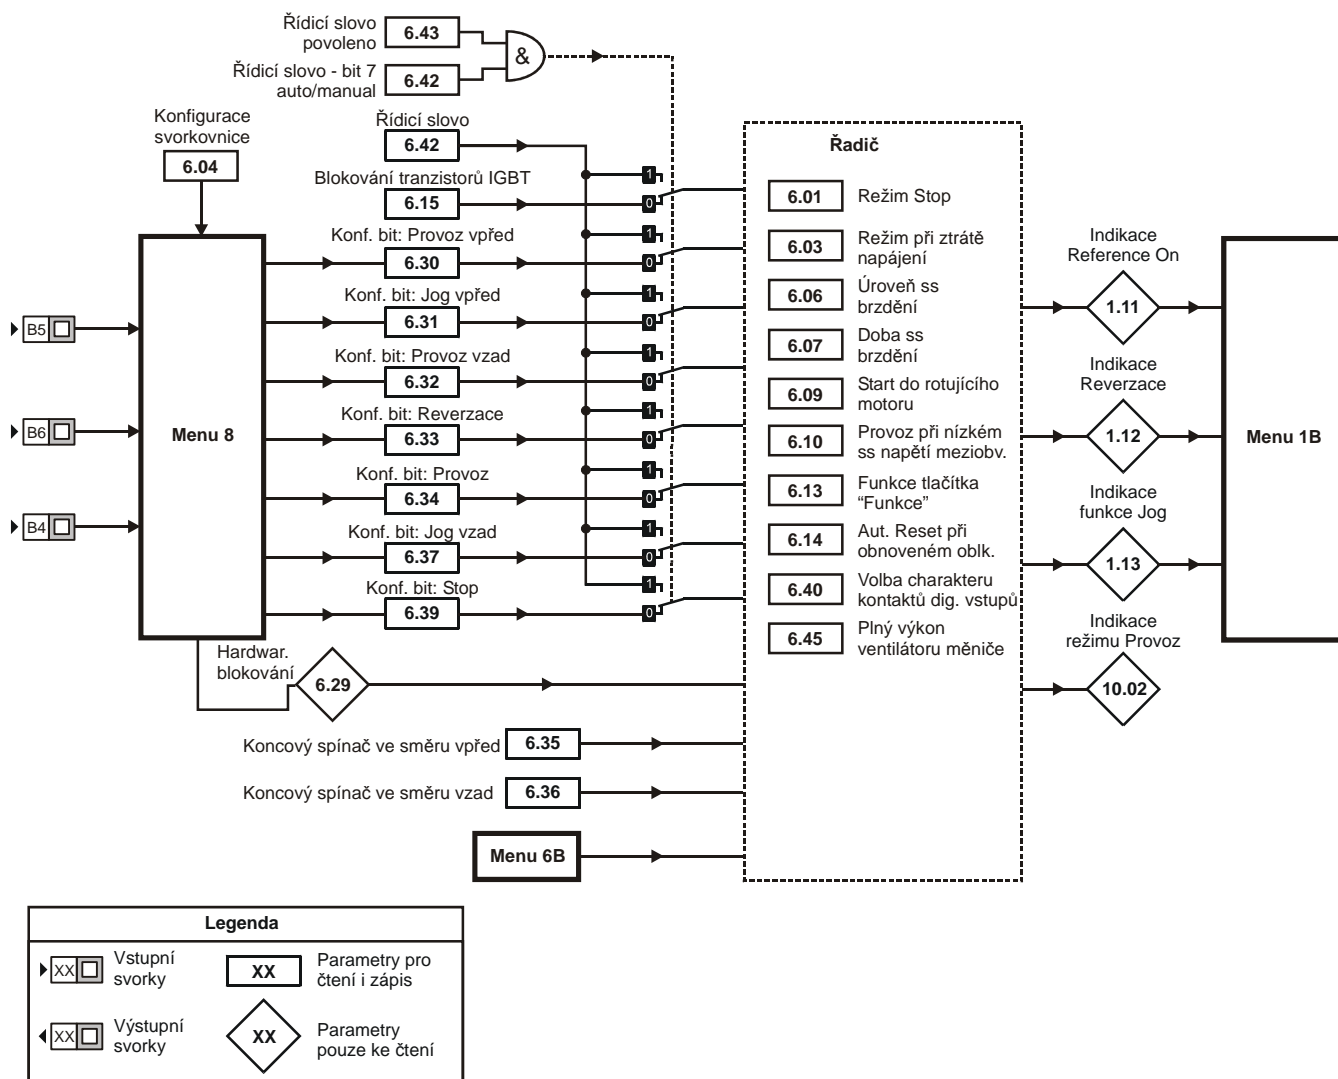 Řídicí slovo
povoleno
6.43
&
Řídicí slovo - bit 7
auto/manual
6.42
Konfigurace
svorkovnice
6.04
Řídicí slovo
6.42
Blokování tranzistorů IGBT
6.15
Konf. bit: Provoz vpřed
6.30
Konf. bit: Jog vpřed
6.31
Konf. bit: Provoz vzad
6.32
Konf. bit: Reverzace
6.33
Konf. bit: Provoz
6.34
Konf. bit: Jog vzad
6.37
Konf. bit: Stop
6.39
1
0
1
0
1
0
1
0
1
0
1
0
1
0
1
0
B5
B6
B4
Menu 8
Hardwar.
blokování
6.29
Koncový spínač ve směru vpřed
6.35
Koncový spínač ve směru vzad
6.36
Menu 6B
Řadič
6.01
Režim Stop
6.03
Režim při ztrátě
napájení
6.06
Úroveň ss
brzdění
6.07
Doba ss
brzdění
6.09
Start do rotujícího
motoru
6.10
Provoz při nízkém
ss napětí meziobv.
6.13
Funkce tlačítka
“Funkce”
6.14
Aut. Reset při
obnoveném oblk.
6.40
Volba charakteru
kontaktů dig. vstupů
6.45
Plný výkon
ventilátoru měniče
Indikace
Reference On
1.11
Indikace
Reverzace
1.12
Indikace
funkce Jog
1.13
Indikace
režimu Provoz
10.02
Menu 1B
Legenda
XX
Vstupní
svorky
XX
Parametry pro
čtení i zápis
XX
Výstupní
svorky
XX
Parametry
pouze ke čtení